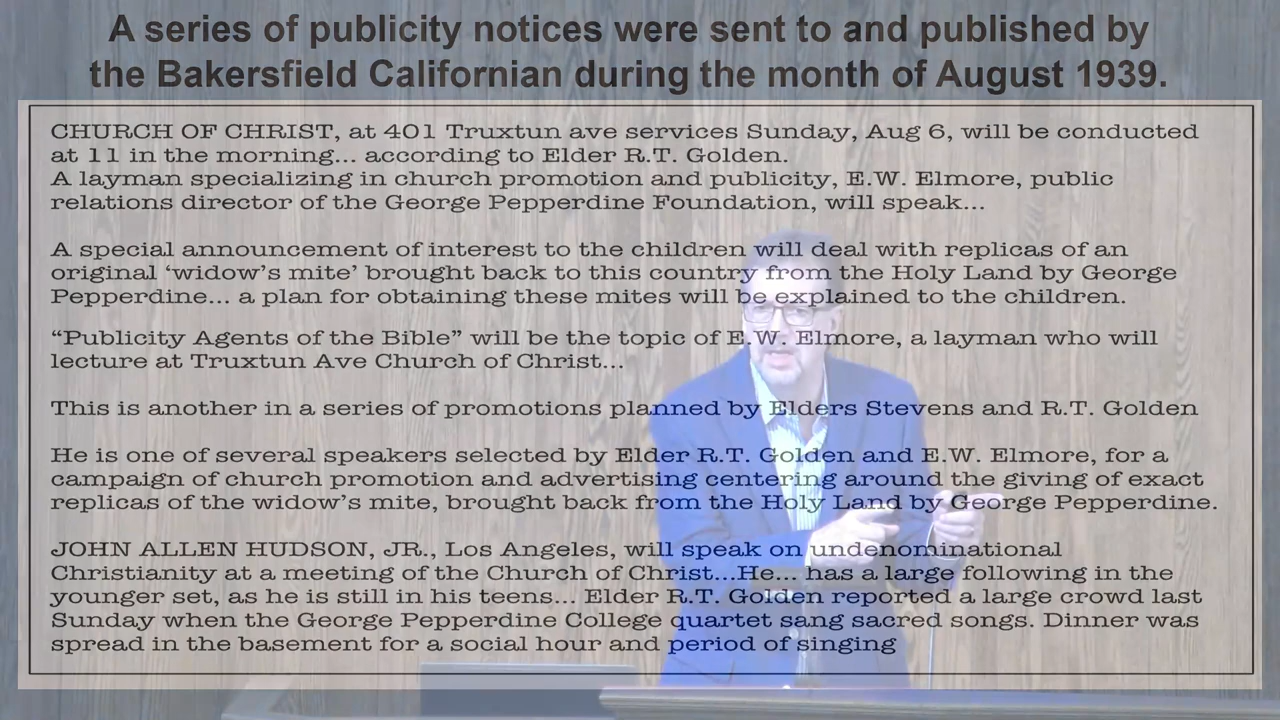 A series of publicity notices were sent to and published by
the Bakersfield Californian during the month of August 1939.
CHURCH OF CHRIST, at 401 Truxtun ave services Sunday, Aug 6, will be conducted
at 11 in the morning... according to Elder R.T. Golden.
A layman specializing in church promotion and publicity, E.W. Elmore, public
relations director of the George Pepperdine Foundation, will speak...
A special announcement of interest to the children will deal with replicas of an
original ‘widow’s mite’ brought back to this country from the Holy Land by George
Pepperdine... a plan for obtaining these mites will be explained to the children.
“Publicity Agents of the Bible” will be the topic of E.W. Elmore, a layman who will
lecture at Truxtun Ave Church of Christ...
This is another in a series of promotions planned by Elders Stevens and R.T. Golden
He is one of several speakers selected by Elder R.T. Golden and E.W. Elmore, for a
campaign of church promotion and advertising centering around the giving of exact
replicas of the widow’s mite, brought back from the Holy Land by George Pepperdine.
JOHN ALLEN HUDSON, JR., Los Angeles, will speak on undenominational
Christianity at a meeting of the Church of Christ...He... has a large following in the
younger set, as he is still in his teens... Elder R.T. Golden reported a large crowd last
Sunday when the George Pepperdine College quartet sang sacred songs. Dinner was
spread in the basement for a social hour and period of singing